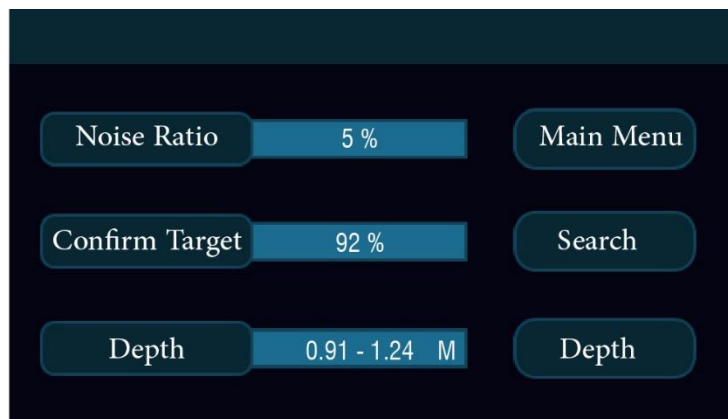 Noise Ratio 5 % Main Menu
Confirm Target 92 % Search
Depth 0.91 - 1.24 M Depth